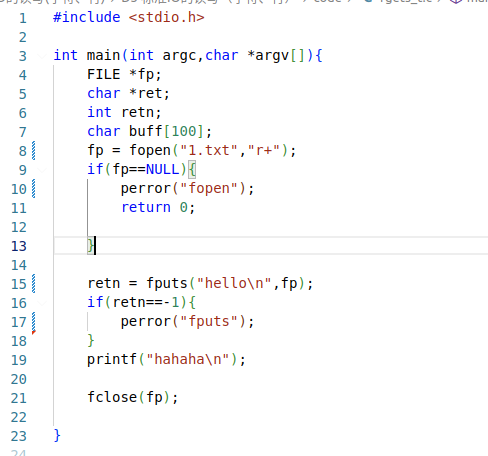 code
1 #include <stdio.h>
2
3 int main(int argc,char *argv[]){
4 FILE *fp;
5 char *ret;
6 int retn;
7 char buff[100];
8 fp = fopen("1.txt","r+");
9 if(fp==NULL){
10 perror("fopen");
11 return 0;
12
13 }
14
15 retn = fputs("hello\n",fp);
16 if(retn==-1){
17 perror("fputs");
18 }
19 printf("hahaha\n");
20
21 fclose(fp);
22
23 }
24